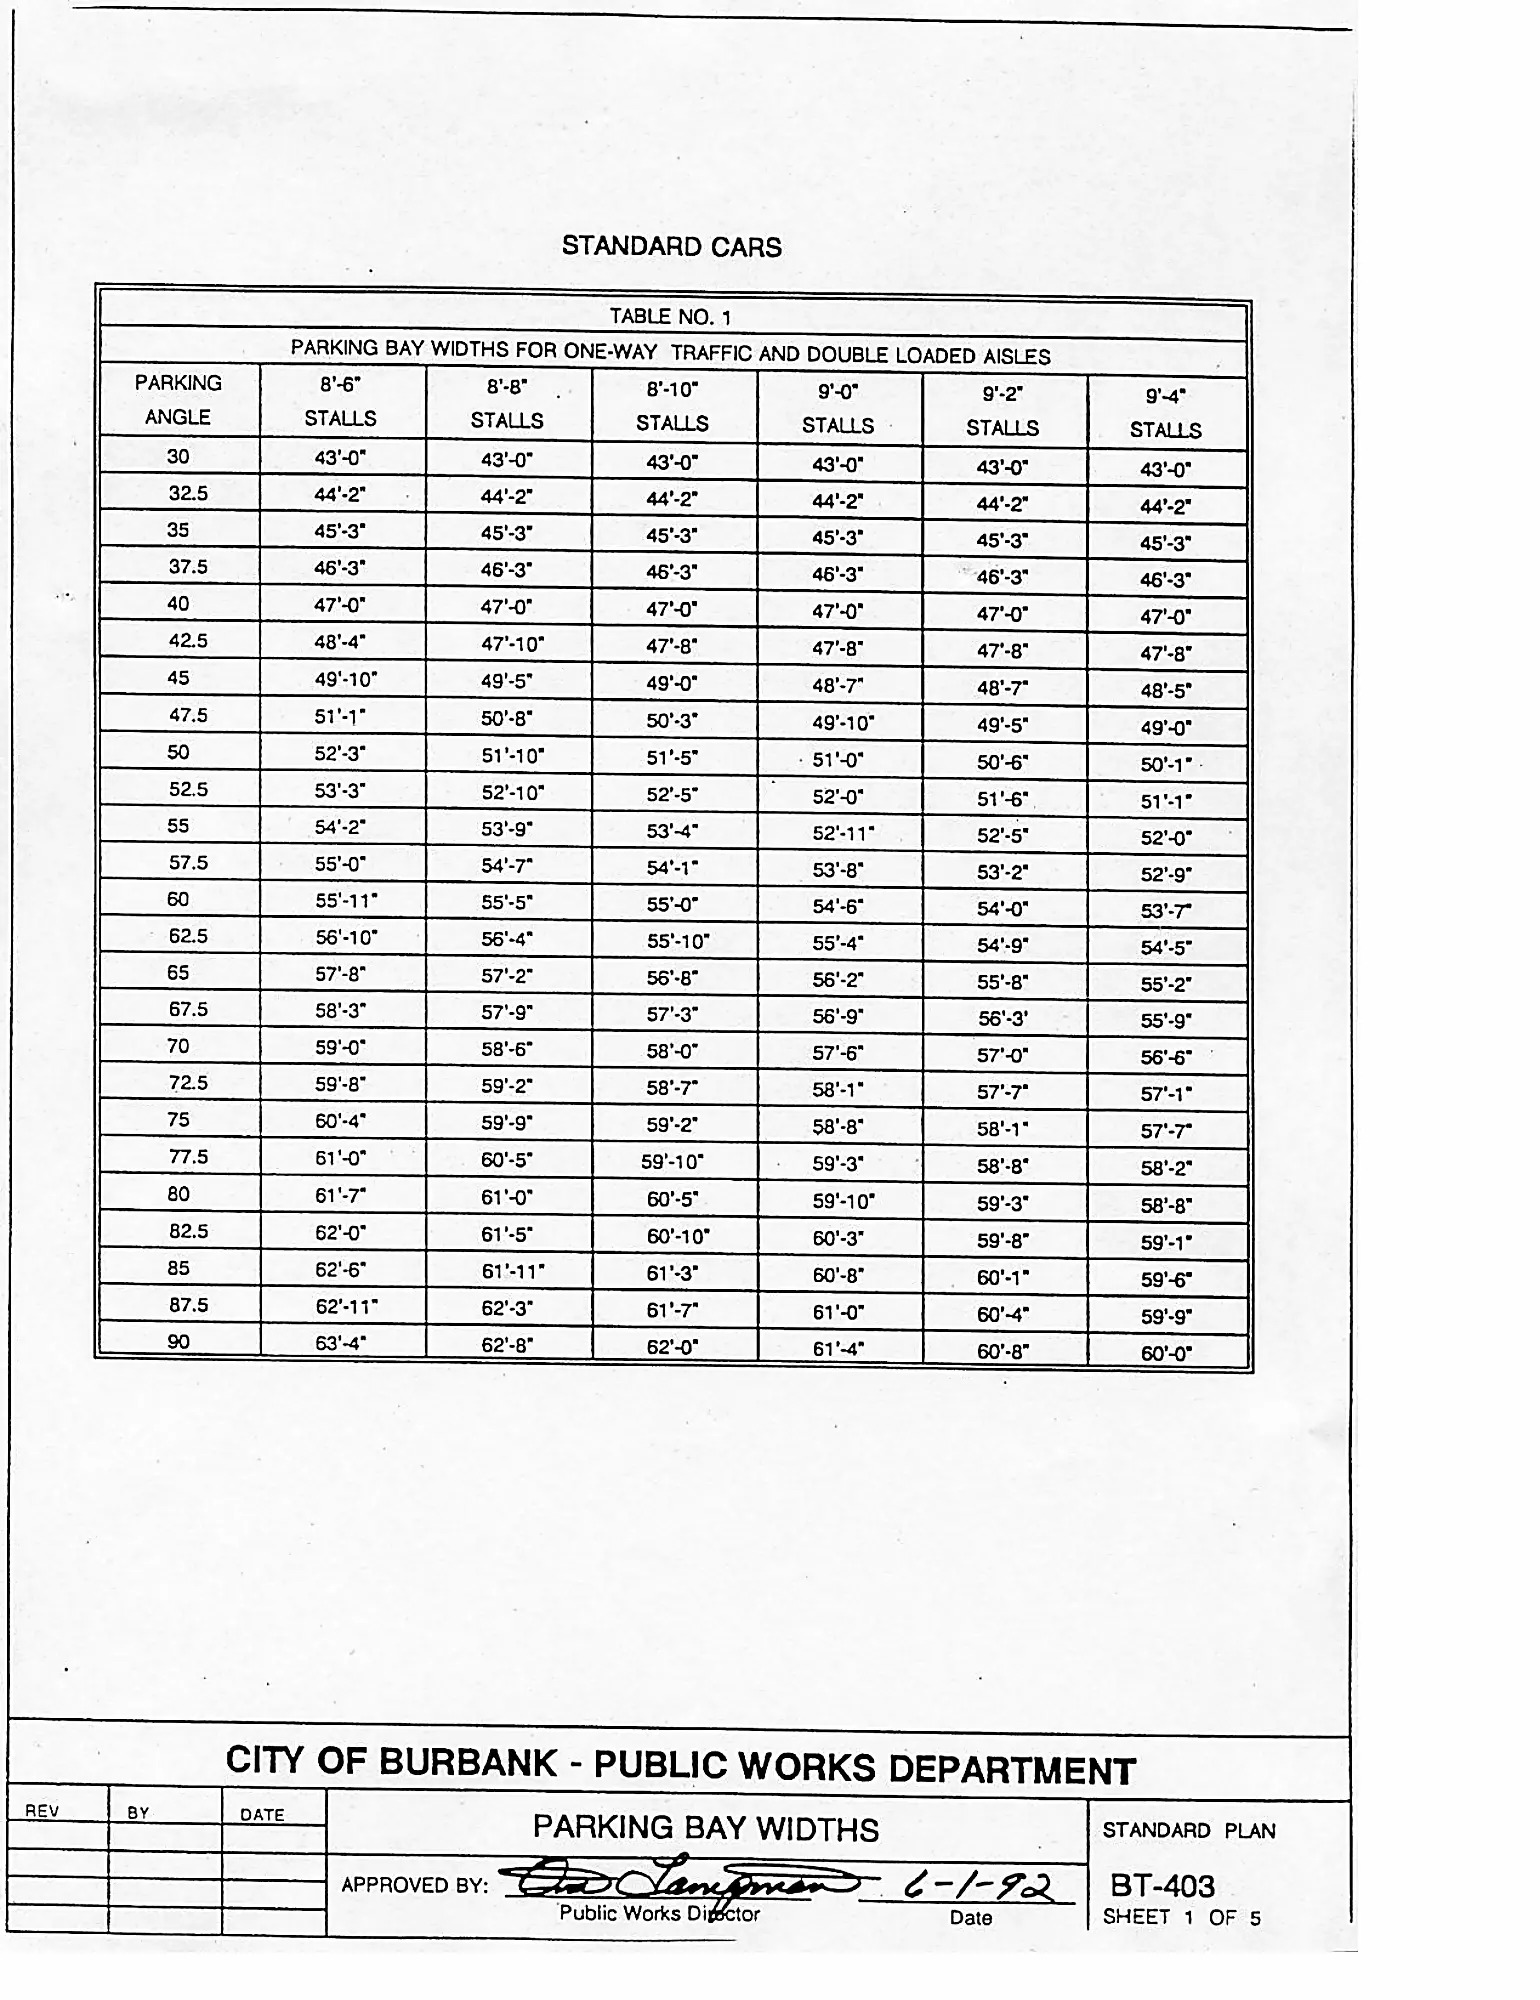 STANDARD CARS
TABLE NO. 1
PARKING BAY WIDTHS FOR ONE-WAY TRAFFIC AND DOUBLE LOADED AISLES
PARKING ANGLE 8'-6" STALLS 8'-8" STALLS 8'-10" STALLS 9'-0" STALLS 9'-2" STALLS 9'-4" STALLS
30 43'-0" 43'-0" 43'-0" 43'-0" 43'-0" 43'-0"
32.5 44'-2" 44'-2" 44'-2" 44'-2" 44'-2" 44'-2"
35 45'-3" 45'-3" 45'-3" 45'-3" 45'-3" 45'-3"
37.5 46'-3" 46'-3" 46'-3" 46'-3" 46'-3" 46'-3"
40 47'-0" 47'-0" 47'-0" 47'-0" 47'-0" 47'-0"
42.5 48'-4" 47'-10" 47'-8" 47'-8" 47'-8" 47'-8"
45 49'-10" 49'-5" 49'-0" 48'-7" 48'-7" 48'-5"
47.5 51'-1" 50'-8" 50'-3" 49'-10" 49'-5" 49'-0"
50 52'-3" 51'-10" 51'-5" 51'-0" 50'-6" 50'-1"
52.5 53'-3" 52'-10" 52'-5" 52'-0" 51'-6" 51'-1"
55 54'-2" 53'-9" 53'-4" 52'-11" 52'-5" 52'-0"
57.5 55'-0" 54'-7" 54'-1" 53'-8" 53'-2" 52'-9"
60 55'-11" 55'-5" 55'-0" 54'-6" 54'-0" 53'-7"
62.5 56'-10" 56'-4" 55'-10" 55'-4" 54'-9" 54'-5"
65 57'-8" 57'-2" 56'-8" 56'-2" 55'-8" 55'-2"
67.5 58'-3" 57'-9" 57'-3" 56'-9" 56'-3' 55'-9"
70 59'-0" 58'-6" 58'-0" 57'-6" 57'-0" 56'-6"
72.5 59'-8" 59'-2" 58'-7" 58'-1" 57'-7" 57'-1"
75 60'-4" 59'-9" 59'-2" 58'-8" 58'-1" 57'-7"
77.5 61'-0" 60'-5" 59'-10" 59'-3" 58'-8" 58'-2"
80 61'-7" 61'-0" 60'-5" 59'-10" 59'-3" 58'-8"
82.5 62'-0" 61'-5" 60'-10" 60'-3" 59'-8" 59'-1"
85 62'-6" 61'-11" 61'-3" 60'-8" 60'-1" 59'-6"
87.5 62'-11" 62'-3" 61'-7" 61'-0" 60'-4" 59'-9"
90 63'-4" 62'-8" 62'-0" 61'-4" 60'-8" 60'-0"
CITY OF BURBANK - PUBLIC WORKS DEPARTMENT
REV BY DATE
PARKING BAY WIDTHS
APPROVED BY: 6-1-92
Public Works Director Date
STANDARD PLAN
BT-403
SHEET 1 OF 5